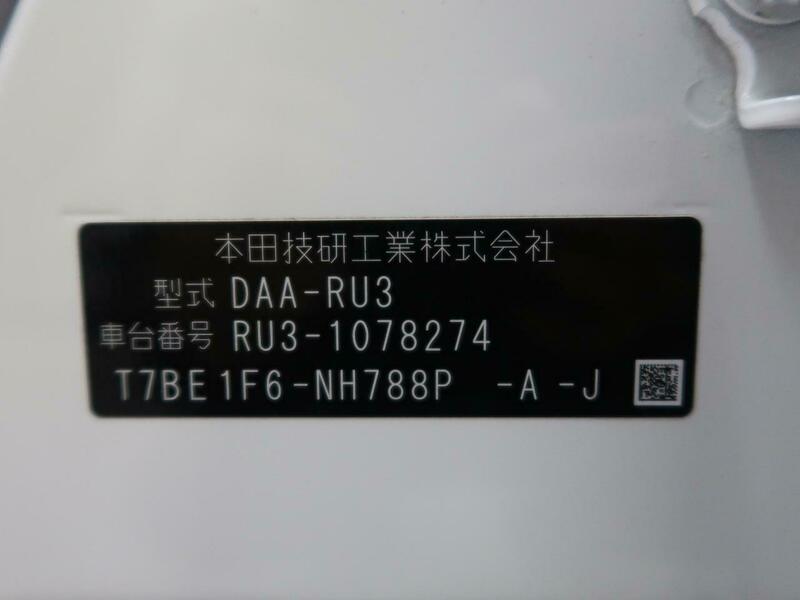 本田技研工業株式会社
型式 DAA-RU3
車台番号 RU3-1078274
T7BE1F6-NH788P -A-J